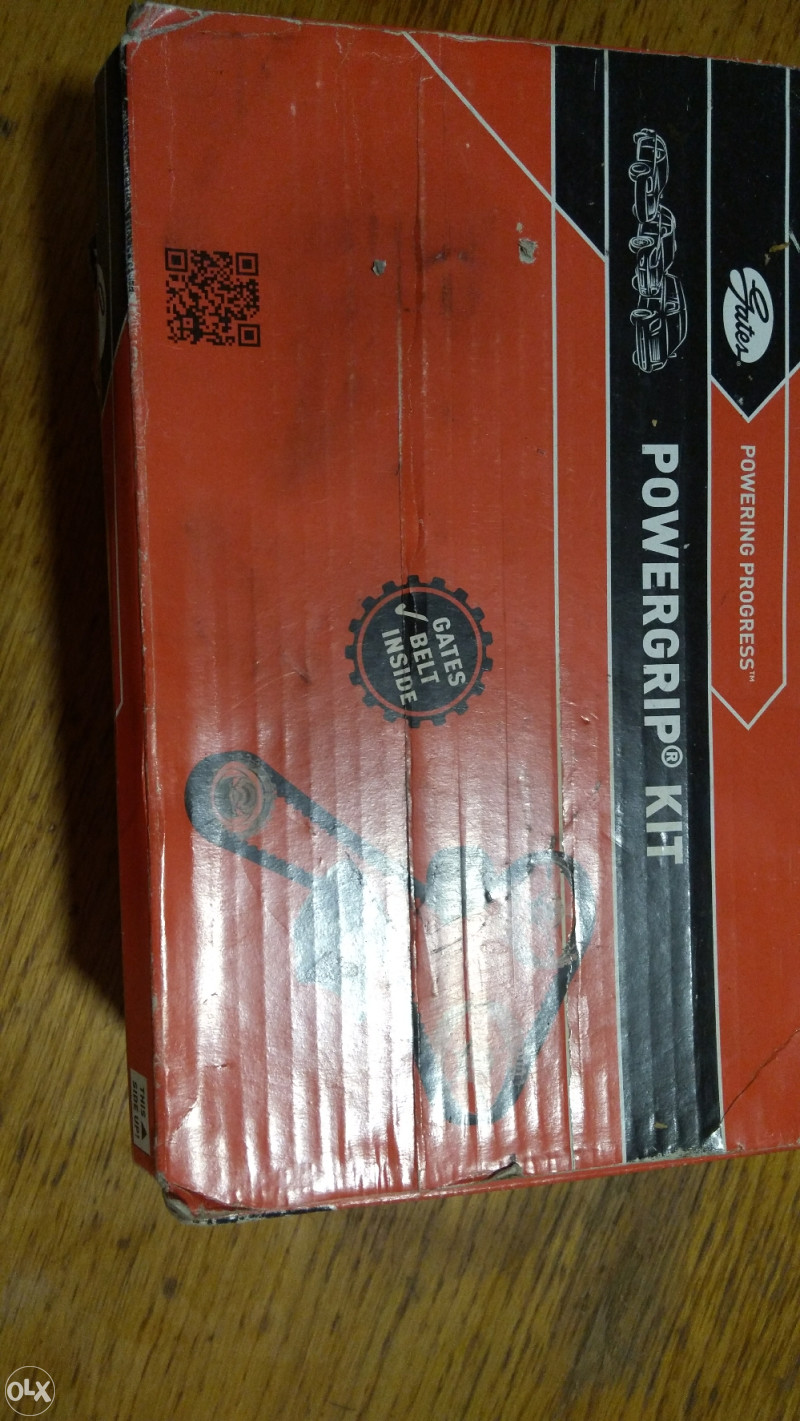 Gates®
POWERING PROGRESS™
POWERGRIP® KIT
GATES
✓ BELT
INSIDE
THIS
SIDE UP!
OLX